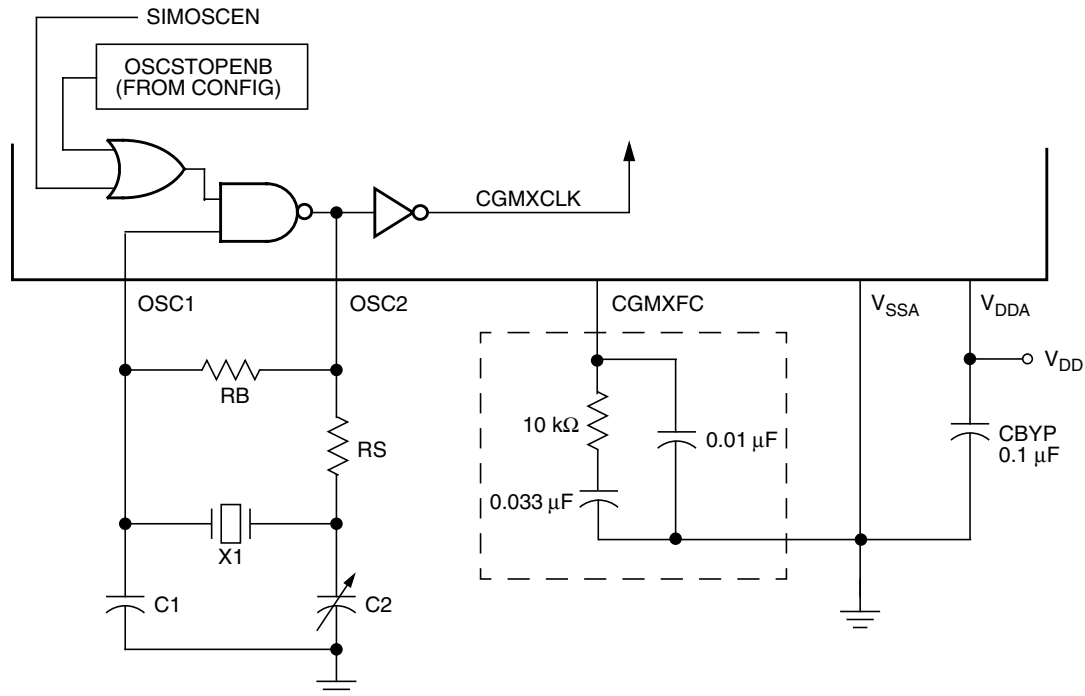 SIMOSCEN
OSCSTOPENB
(FROM CONFIG)
CGMXCLK
OSC1
OSC2
CGMXFC
VSSA
VDDA
VDD
RB
10 kΩ
RS
0.01 μF
CBYP
0.1 μF
0.033 μF
X1
C1
C2